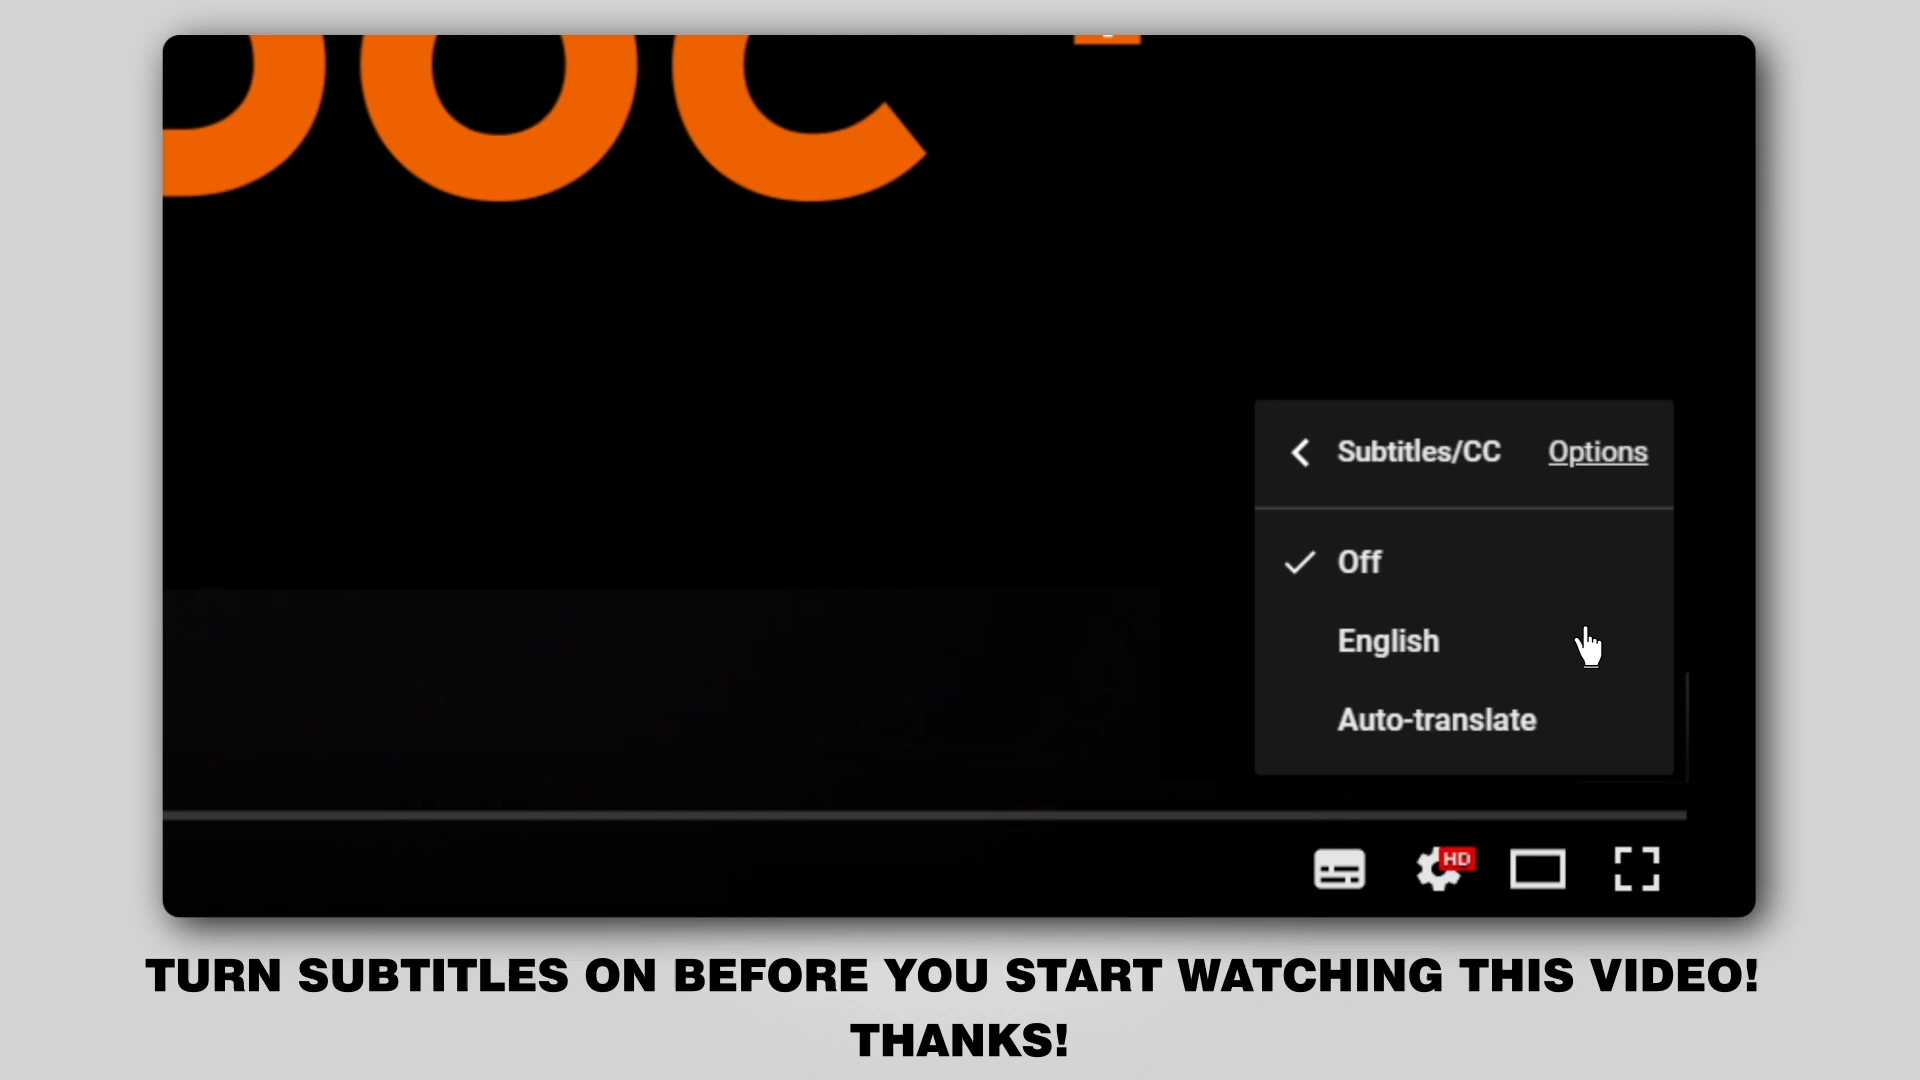 Subtitles/CC Options
Off
English
Auto-translate
HD
TURN SUBTITLES ON BEFORE YOU START WATCHING THIS VIDEO!
THANKS!